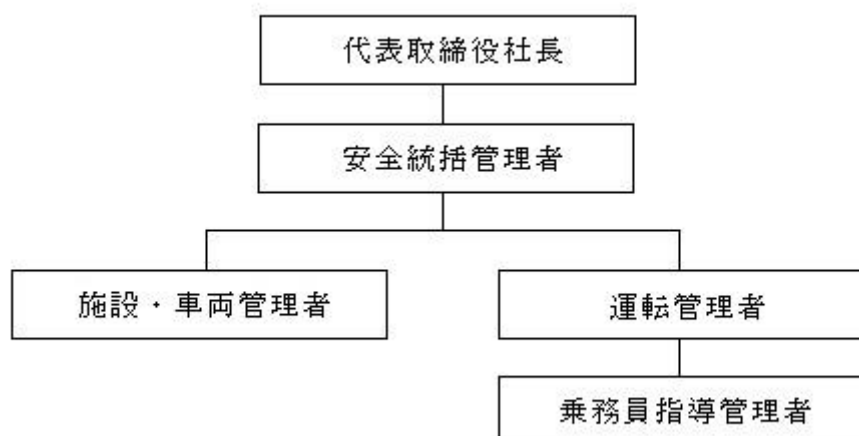 代表取締役社長
安全統括管理者
施設・車両管理者
運転管理者
乗務員指導管理者